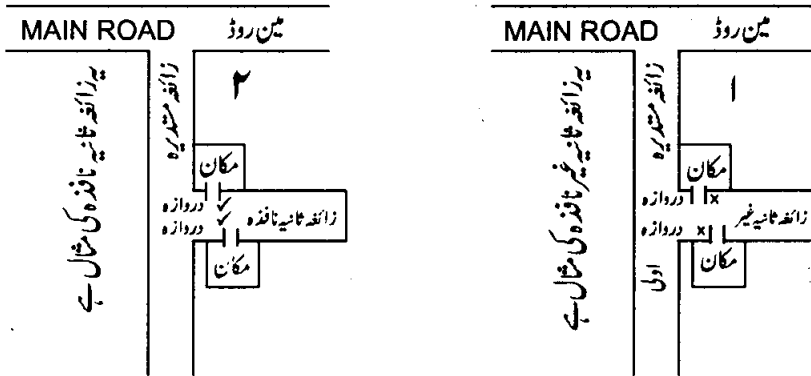 مین روڈ MAIN ROAD
۱
زائغہ مستدیرہ
یہ زائغہ ثانیہ غیر نافذہ کی مثال ہے
مکان
دروازہ ×
زائغہ ثانیہ غیر
دروازہ ×
مکان
اولی
مین روڈ MAIN ROAD
۲
زائغہ مستدیرہ
یہ زائغہ ثانیہ نافذہ کی مثال ہے
مکان
دروازہ ✓
زائغہ ثانیہ نافذہ
دروازہ ✓
مکان